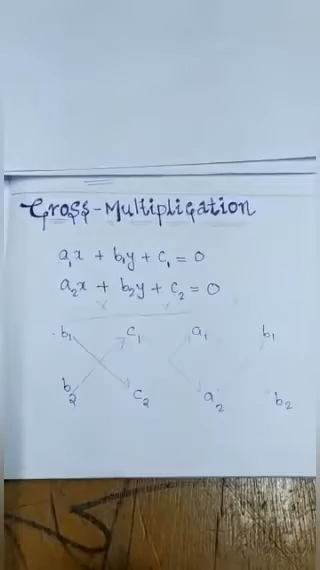 Cross-Multiplication
a₁x + b₁y + c₁ = 0
a₂x + b₂y + c₂ = 0
b₁ c₁ a₁ b₁
b₂ c₂ a₂ b₂